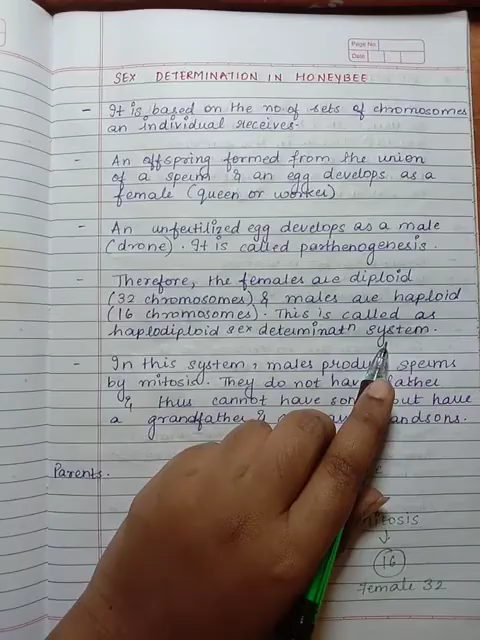 Page No.
Date
SEX DETERMINATION IN HONEYBEE
- It is based on the no. of sets of chromosomes
an individual receives.
- An offspring formed from the union
of a sperm & an egg develops as a
female (queen or worker)
- An unfertilized egg develops as a male
(drone). It is called parthenogenesis.
- Therefore, the females are diploid
(32 chromosomes) & males are haploid
(16 chromosomes). This is called as
haplodiploid sex determinatn system.
- In this system, males produce sperms
by mitosis. They do not have father
& thus cannot have sons, but have
a grandfather & grandsons.
Parents.
mitosis
↓
16
Female 32